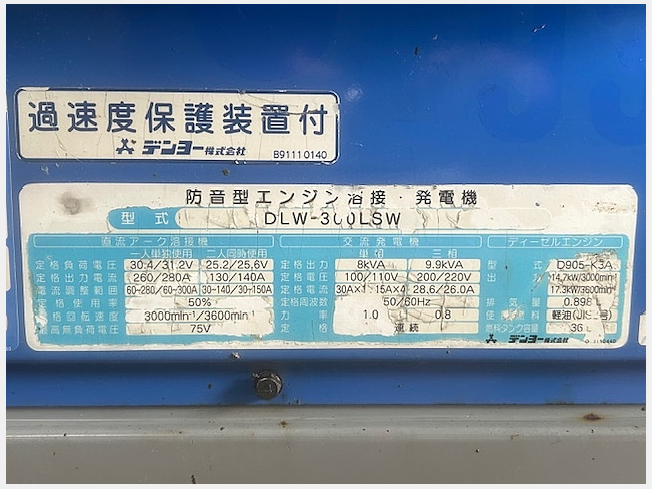 過速度保護装置付
デンヨー株式会社 B91110140
防音型エンジン溶接・発電機
型式 DLW-300LSW
直流アーク溶接機 交流発電機 ディーゼルエンジン
一人単独使用 二人同時使用 単相 三相
定格負荷電圧 30.4/31.2V 25.2/25.6V 定格出力 8kVA 9.9kVA 型 式 D905-K3A
定格出力電流 260/280A 130/140A 定格電圧 100/110V 200/220V 出 14.7kW/3000min
電流調整範囲 60-280/60-300A 30-140/30-150A 定格電流 30A×1、15A×4 28.6/26.0A 17.3kW/3600min
定格使用率 50% 定格周波数 50/60Hz 排気量 0.898
格回転速度 3000min⁻¹/3600min⁻¹ 力率 1.0 0.8 使 燃料 軽油(JIS 号)
高無負荷電圧 75V 格 連続 燃料タンク容量 36
デンヨー株式会社